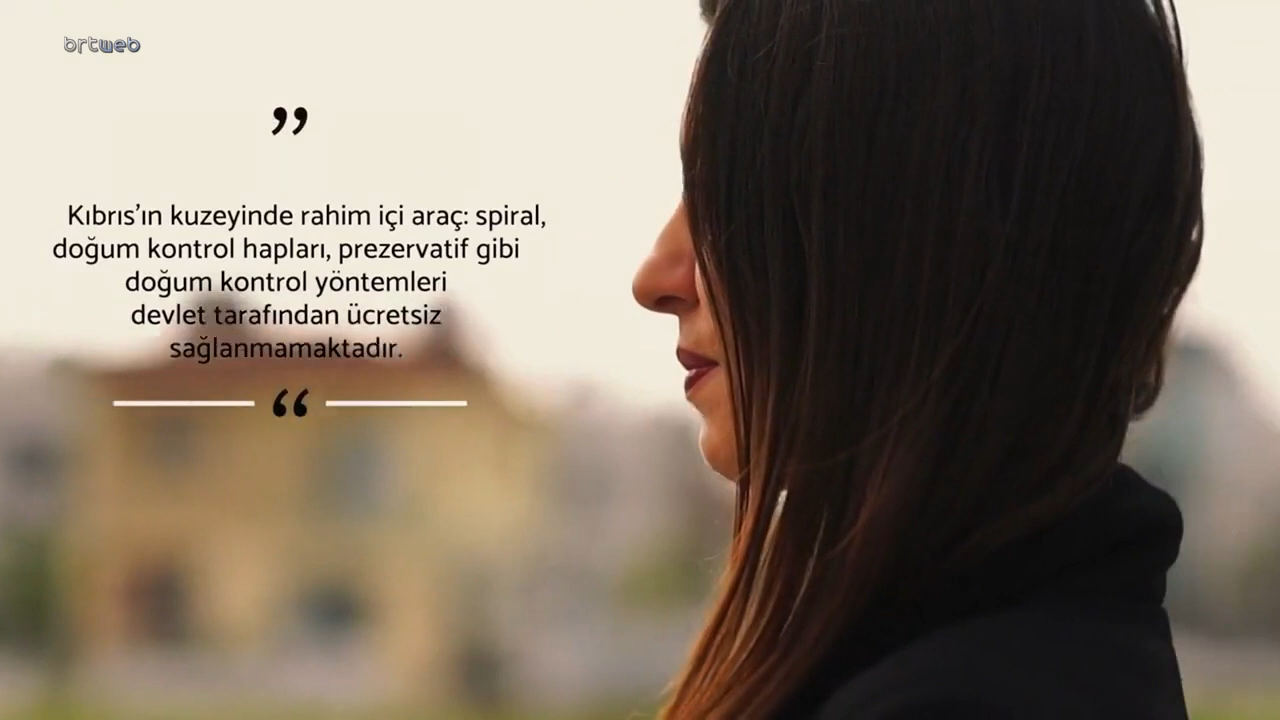 brtweb
”
Kıbrıs’ın kuzeyinde rahim içi araç: spiral,
doğum kontrol hapları, prezervatif gibi
doğum kontrol yöntemleri
devlet tarafından ücretsiz
sağlanmamaktadır.
“